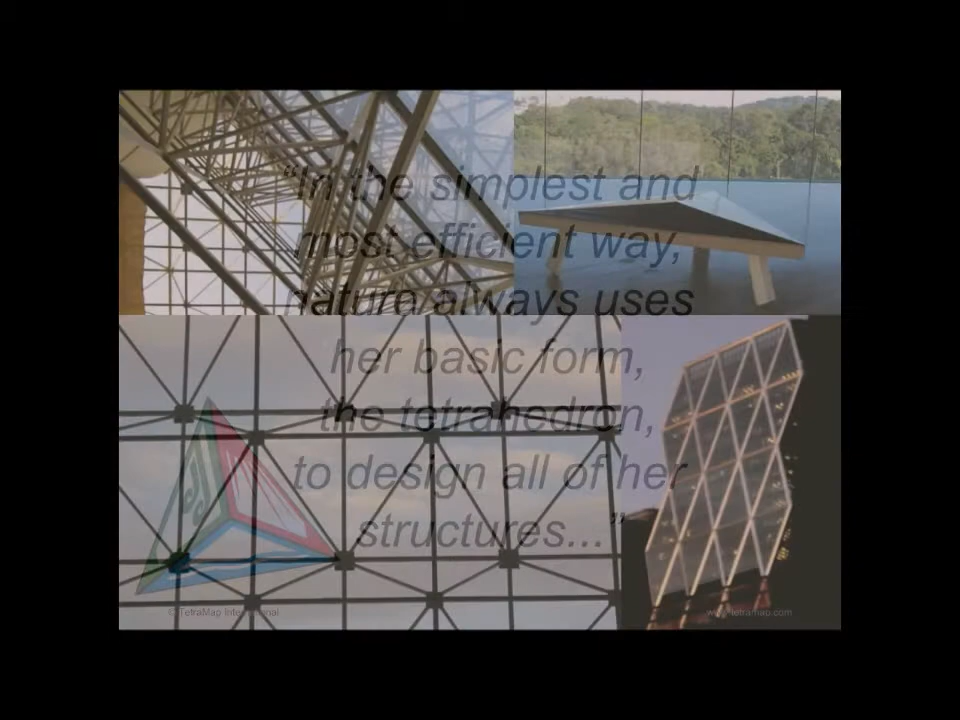 “In the simplest and
most efficient way,
nature always uses
her basic form,
the tetrahedron,
to design all of her
structures...”
© TetraMap International
www.tetramap.com